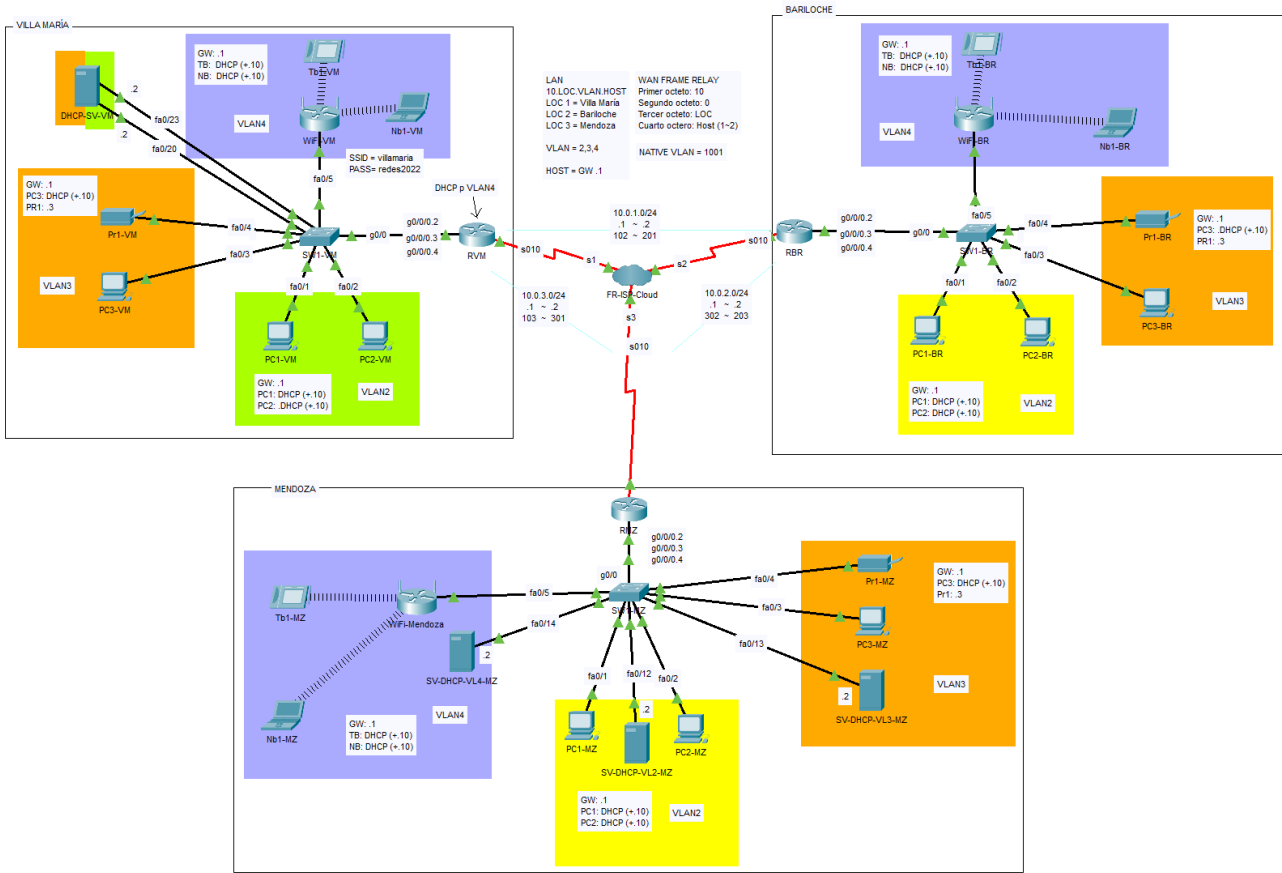 VILLA MARÍA
DHCP-SV-VM
.2
.2
fa0/23
fa0/20
GW: .1
TB: DHCP (+.10)
NB: DHCP (+.10)
Tb1-VM
VLAN4
WiFi-VM
Nb1-VM
SSID = villamaria
PASS= redes2022
fa0/5
GW: .1
PC3: DHCP (+.10)
PR1: .3
Pr1-VM
fa0/4
fa0/3
VLAN3
PC3-VM
SW1-VM
g0/0
g0/0/0.2
g0/0/0.3
g0/0/0.4
DHCP p VLAN4
RVM
s010
fa0/1
fa0/2
PC1-VM
PC2-VM
VLAN2
GW: .1
PC1: DHCP (+.10)
PC2: .DHCP (+.10)
LAN
10.LOC.VLAN.HOST
LOC 1 = Villa María
LOC 2 = Bariloche
LOC 3 = Mendoza
VLAN = 2,3,4
HOST = GW .1
WAN FRAME RELAY
Primer octeto: 10
Segundo octeto: 0
Tercer octeto: LOC
Cuarto octero: Host (1~2)
NATIVE VLAN = 1001
10.0.1.0/24
.1 ~ .2
102 ~ 201
s1
s2
FR-ISP-Cloud
s3
10.0.3.0/24
.1 ~ .2
103 ~ 301
10.0.2.0/24
.1 ~ .2
302 ~ 203
s010
BARILOCHE
GW: .1
TB: DHCP (+.10)
NB: DHCP (+.10)
Tb1-BR
VLAN4
WiFi-BR
Nb1-BR
s010
RBR
g0/0/0.2
g0/0/0.3
g0/0/0.4
g0/0
fa0/5
SW1-BR
fa0/4
fa0/3
Pr1-BR
GW: .1
PC3: .DHCP (+.10)
PR1: .3
VLAN3
PC3-BR
fa0/1
fa0/2
PC1-BR
PC2-BR
GW: .1
PC1: DHCP (+.10)
PC2: DHCP (+.10)
VLAN2
MENDOZA
RMZ
g0/0/0.2
g0/0/0.3
g0/0/0.4
g0/0
SW1-MZ
Tb1-MZ
WiFi-Mendoza
fa0/5
fa0/14
.2
SV-DHCP-VL4-MZ
VLAN4
Nb1-MZ
GW: .1
TB: DHCP (+.10)
NB: DHCP (+.10)
fa0/1
fa0/12
fa0/2
.2
PC1-MZ
PC2-MZ
SV-DHCP-VL2-MZ
GW: .1
PC1: DHCP (+.10)
PC2: DHCP (+.10)
VLAN2
fa0/4
fa0/3
fa0/13
Pr1-MZ
GW: .1
PC3: DHCP (+.10)
Pr1: .3
PC3-MZ
VLAN3
.2
SV-DHCP-VL3-MZ